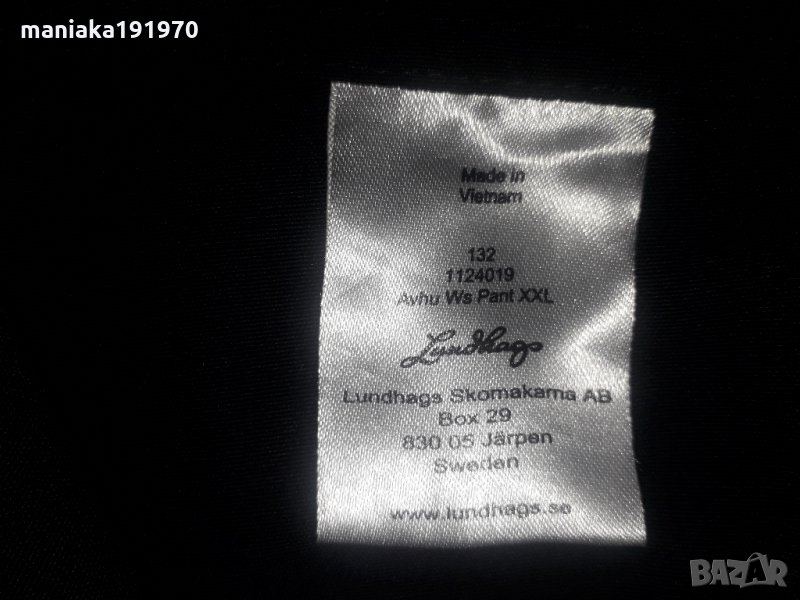 maniaka191970
Made in
Vietnam
132
1124019
Avhu Ws Pant XXL
Lundhags
Lundhags Skomakarna AB
Box 29
830 05 Järpen
Sweden
www.lundhags.se
BAZAR